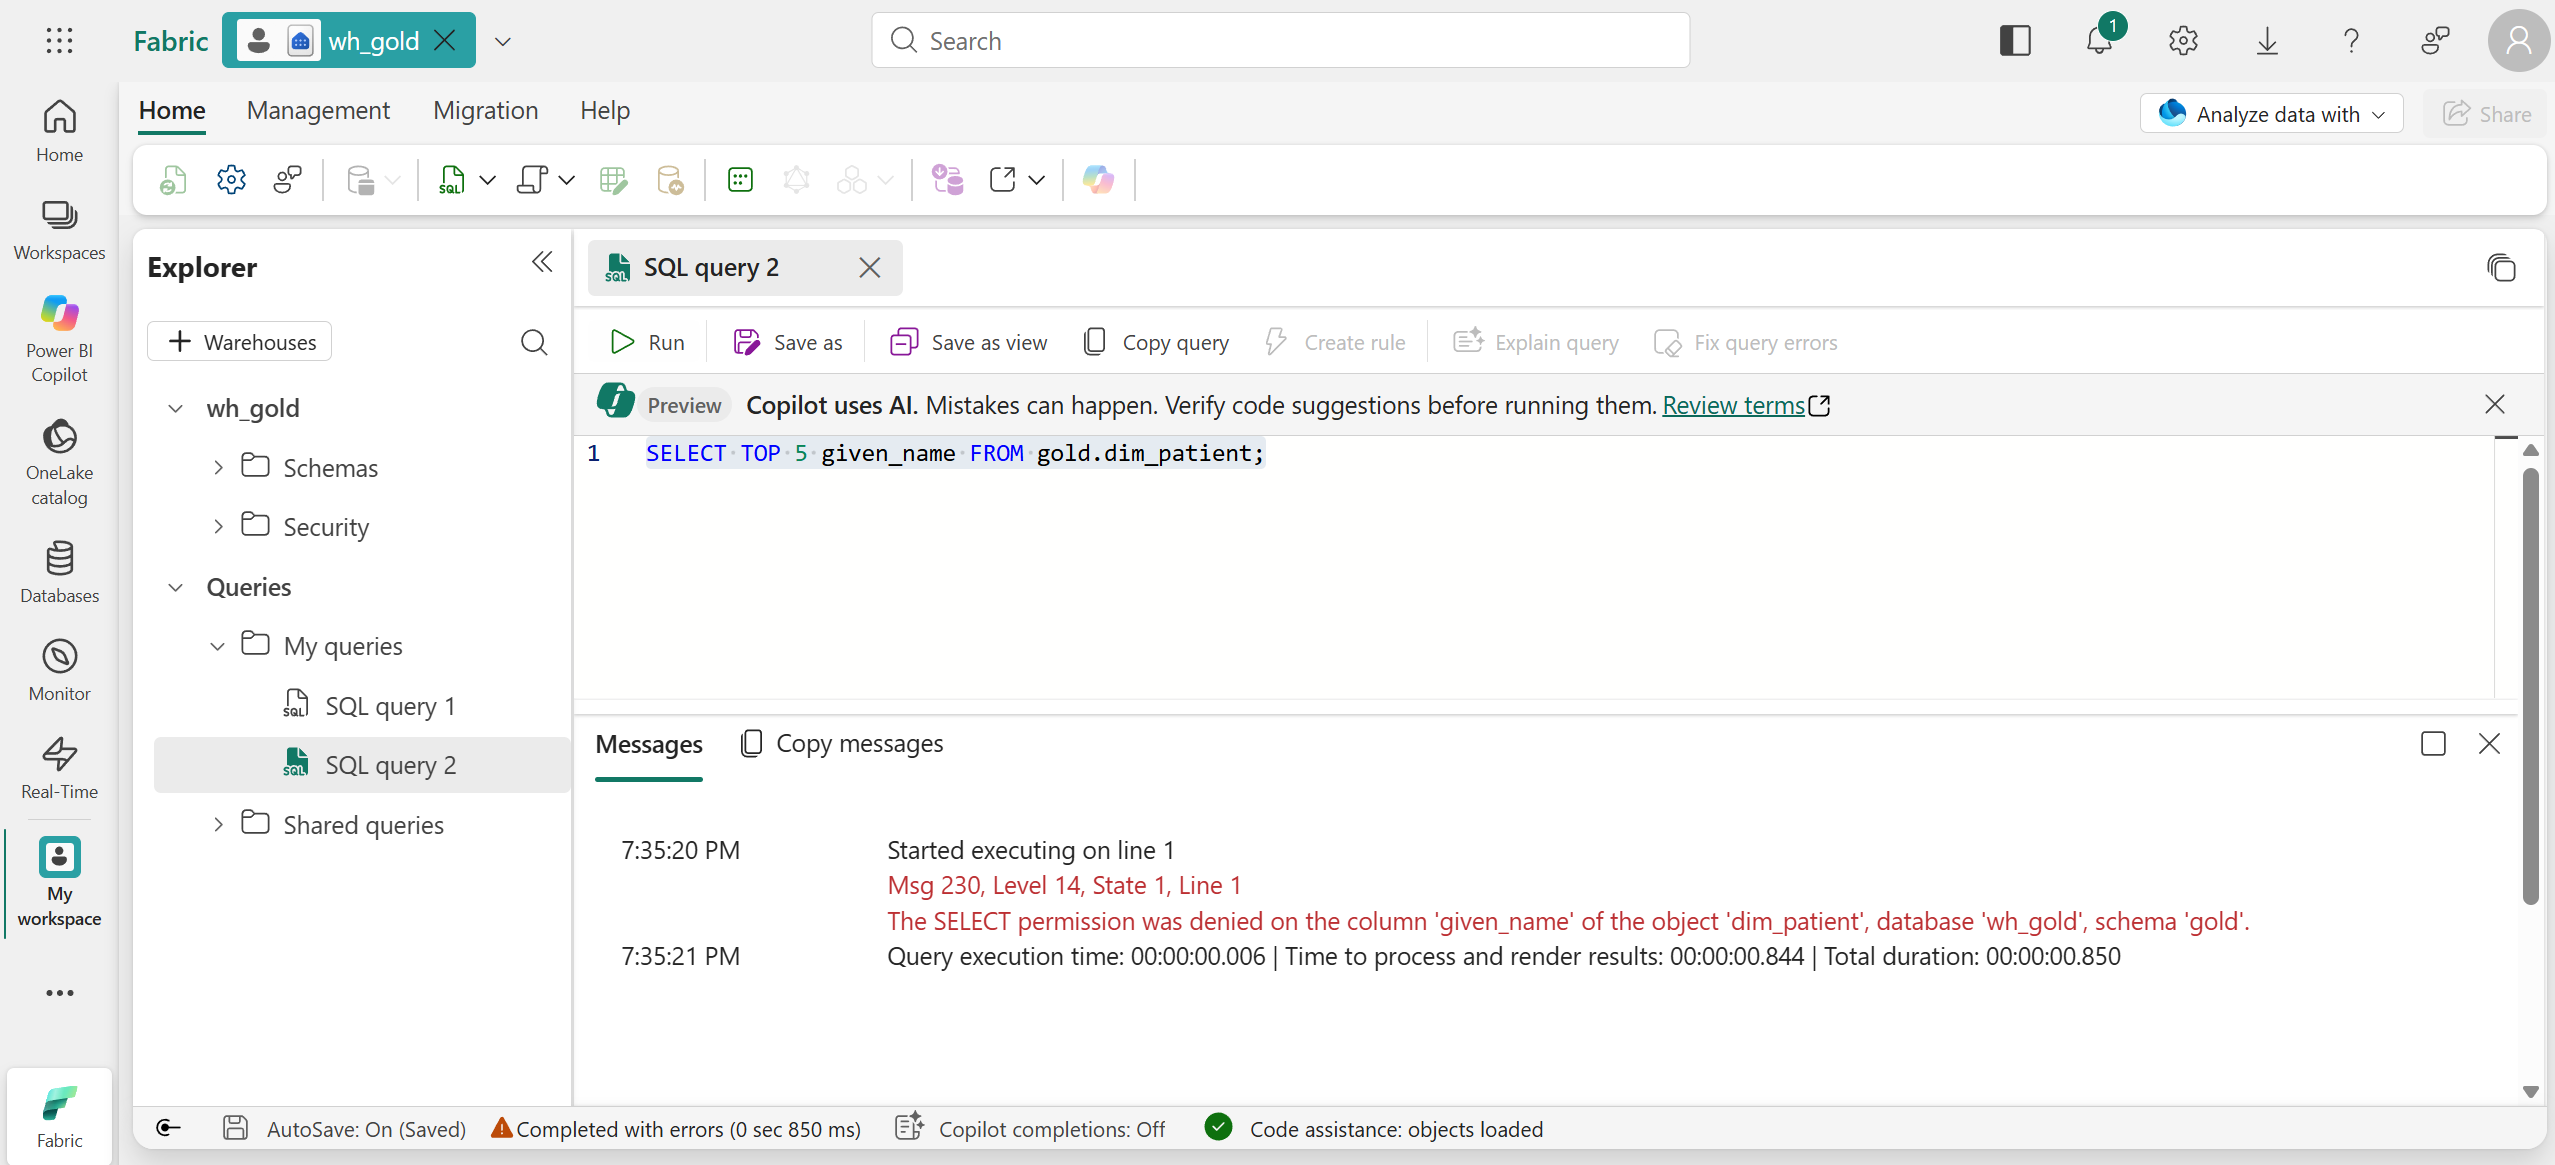 Fabric
wh_gold
Search
1
Home
Management
Migration
Help
Analyze data with
Share
Home
Workspaces
Power BI
Copilot
OneLake
catalog
Databases
Monitor
Real-Time
My
workspace
Fabric
SQL
Explorer
Warehouses
wh_gold
Schemas
Security
Queries
My queries
SQL
SQL query 1
SQL
SQL query 2
Shared queries
SQL
SQL query 2
Run
Save as
Save as view
Copy query
Create rule
Explain query
Fix query errors
Preview
Copilot uses AI. Mistakes can happen. Verify code suggestions before running them. Review terms
1 SELECT TOP 5 given_name FROM gold.dim_patient;
Messages
Copy messages
7:35:20 PM Started executing on line 1
Msg 230, Level 14, State 1, Line 1
The SELECT permission was denied on the column 'given_name' of the object 'dim_patient', database 'wh_gold', schema 'gold'.
7:35:21 PM Query execution time: 00:00:00.006 | Time to process and render results: 00:00:00.844 | Total duration: 00:00:00.850
AutoSave: On (Saved)
Completed with errors (0 sec 850 ms)
Copilot completions: Off
Code assistance: objects loaded